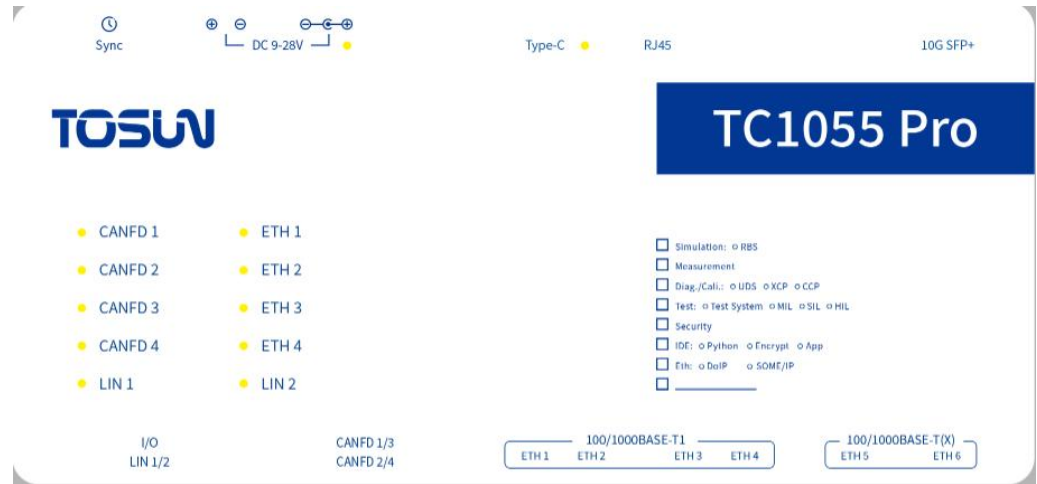 Sync
DC 9-28V
Type-C
RJ45
10G SFP+
TOSUN
TC1055 Pro
CANFD 1
ETH 1
CANFD 2
ETH 2
CANFD 3
ETH 3
CANFD 4
ETH 4
LIN 1
LIN 2
Simulation: RBS
Measurement
Diag./Cali.: UDS XCP CCP
Test: Test System MIL SIL HIL
Security
IDE: Python Encrypt App
Eth: DoIP SOME/IP
I/O
LIN 1/2
CANFD 1/3
CANFD 2/4
100/1000BASE-T1
ETH 1 ETH 2 ETH 3 ETH 4
100/1000BASE-T(X)
ETH 5 ETH 6